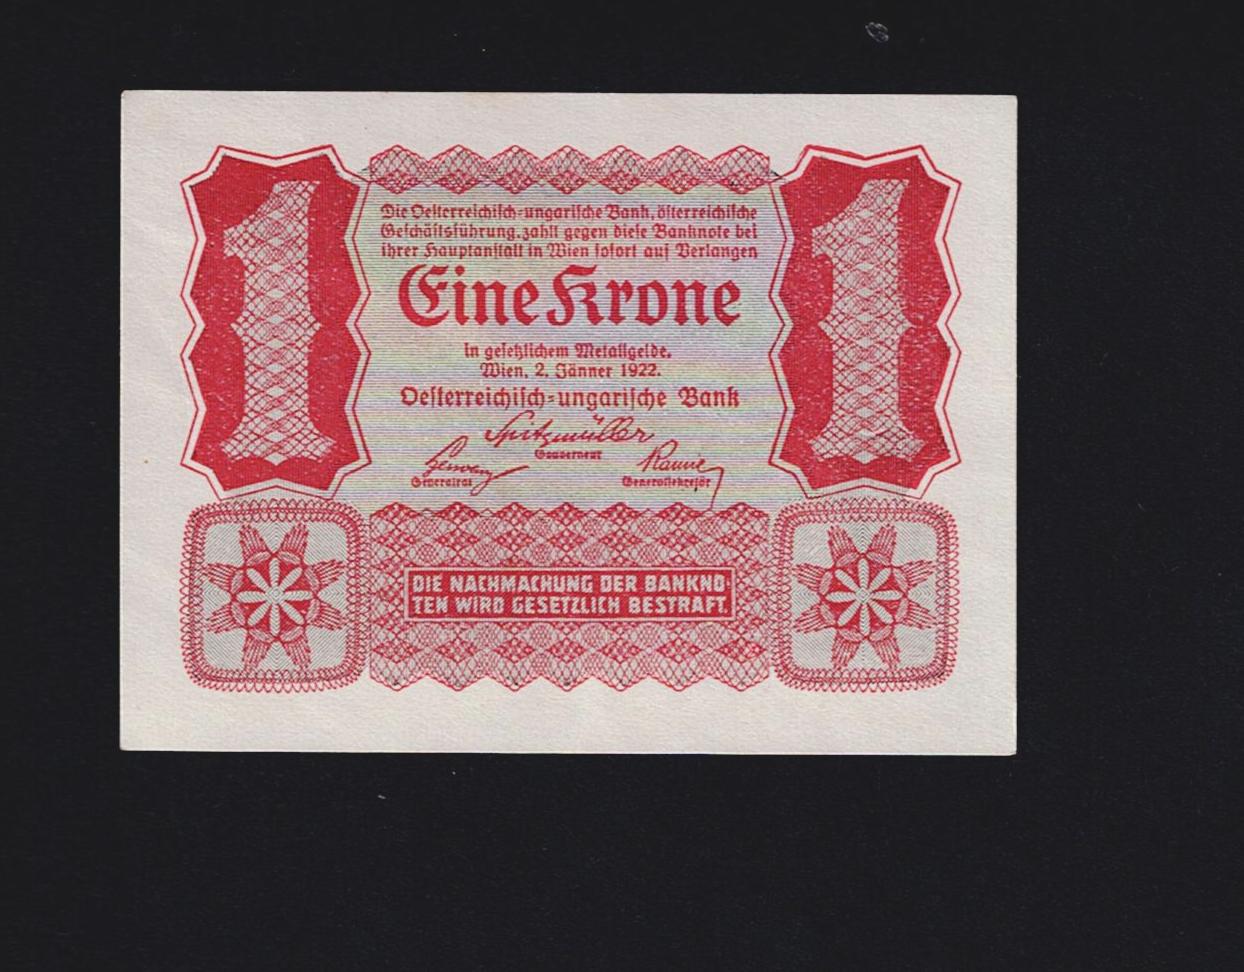 1
1
Die Oesterreichisch-ungarische Bank, österreichische
Geschäftsführung, zahlt gegen diese Banknote bei
ihrer Hauptanstalt in Wien sofort auf Verlangen
Eine Krone
in gesetzlichem Metallgelde.
Wien, 2. Jänner 1922.
Oesterreichisch-ungarische Bank
Spitzmüller
Gouverneur
Generalrat
Generalsekretär
DIE NACHMACHUNG DER BANKNO-
TEN WIRD GESETZLICH BESTRAFT.